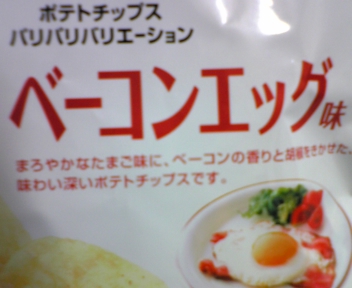 ポテトチップス
バリバリバリエーション
ベーコンエッグ味
まろやかなたまご味に、ベーコンの香りと胡椒をきかせた、
味わい深いポテトチップスです。